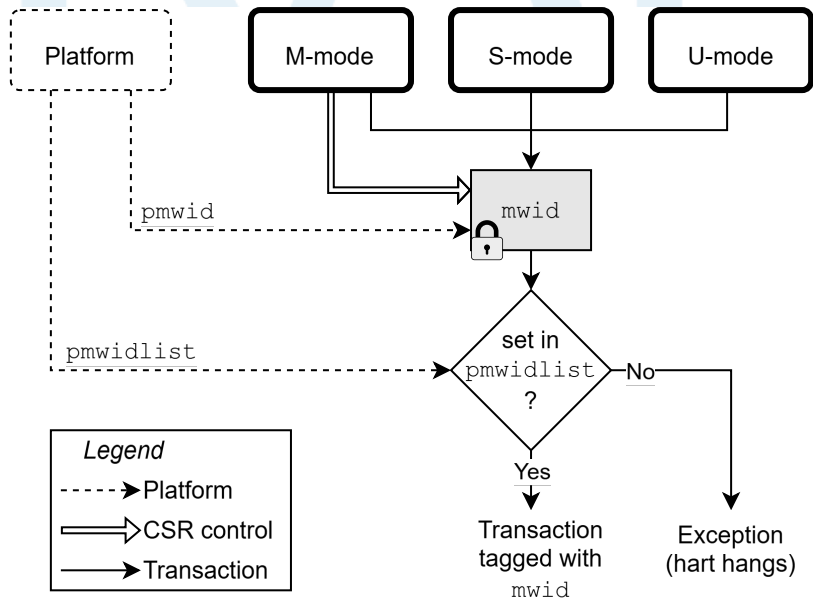 Platform
M-mode
S-mode
U-mode
pmwid
mwid
pmwidlist
set in
pmwidlist
?
No
Yes
Legend
Platform
CSR control
Transaction
Transaction
tagged with
mwid
Exception
(hart hangs)